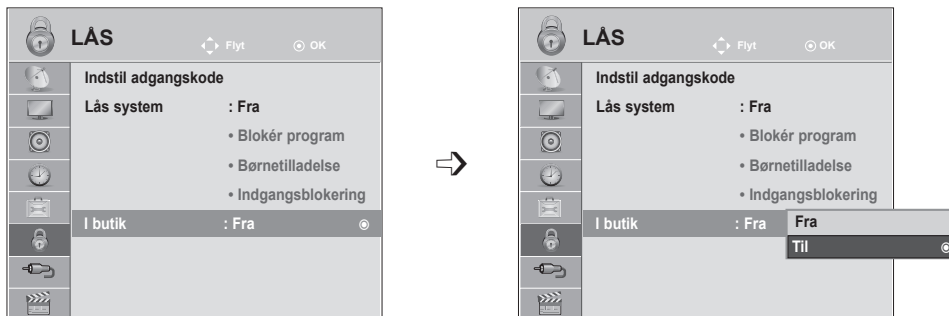 LÅS
Flyt
OK
Indstil adgangskode
Lås system : Fra
• Blokér program
• Børnetilladelse
• Indgangsblokering
I butik : Fra
LÅS
Flyt
OK
Indstil adgangskode
Lås system : Fra
• Blokér program
• Børnetilladelse
• Indgangsblokering
I butik : Fra
Fra
Til